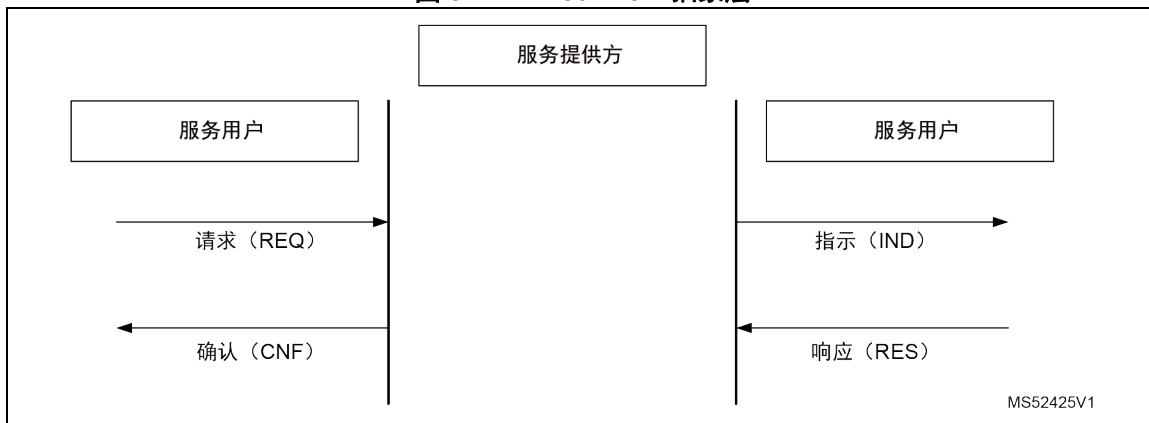 服务提供方
服务用户
服务用户
请求（REQ）
指示（IND）
确认（CNF）
响应（RES）
MS52425V1